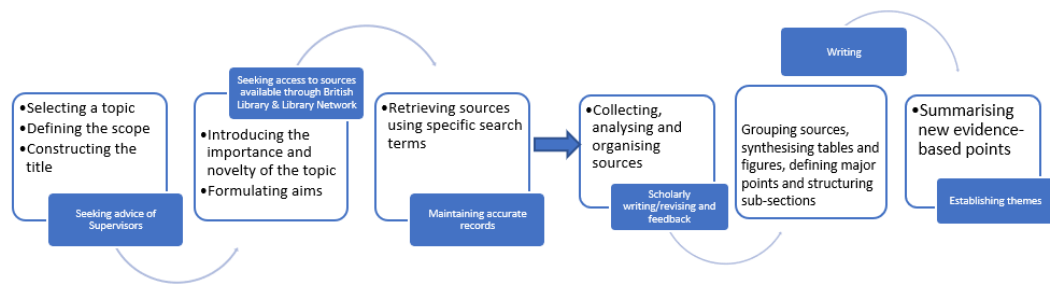 •Selecting a topic
•Defining the scope
•Constructing the
title
Seeking advice of
Supervisors
Seeking access to sources
available through British
Library & Library Network
•Introducing the
importance and
novelty of the topic
•Formulating aims
•Retrieving sources
using specific search
terms
Maintaining accurate
records
•Collecting,
analysing and
organising
sources
Scholarly
writing/revising and
feedback
Writing
Grouping sources,
synthesising tables and
figures, defining major
points and structuring
sub-sections
•Summarising
new evidence-
based points
Establishing themes